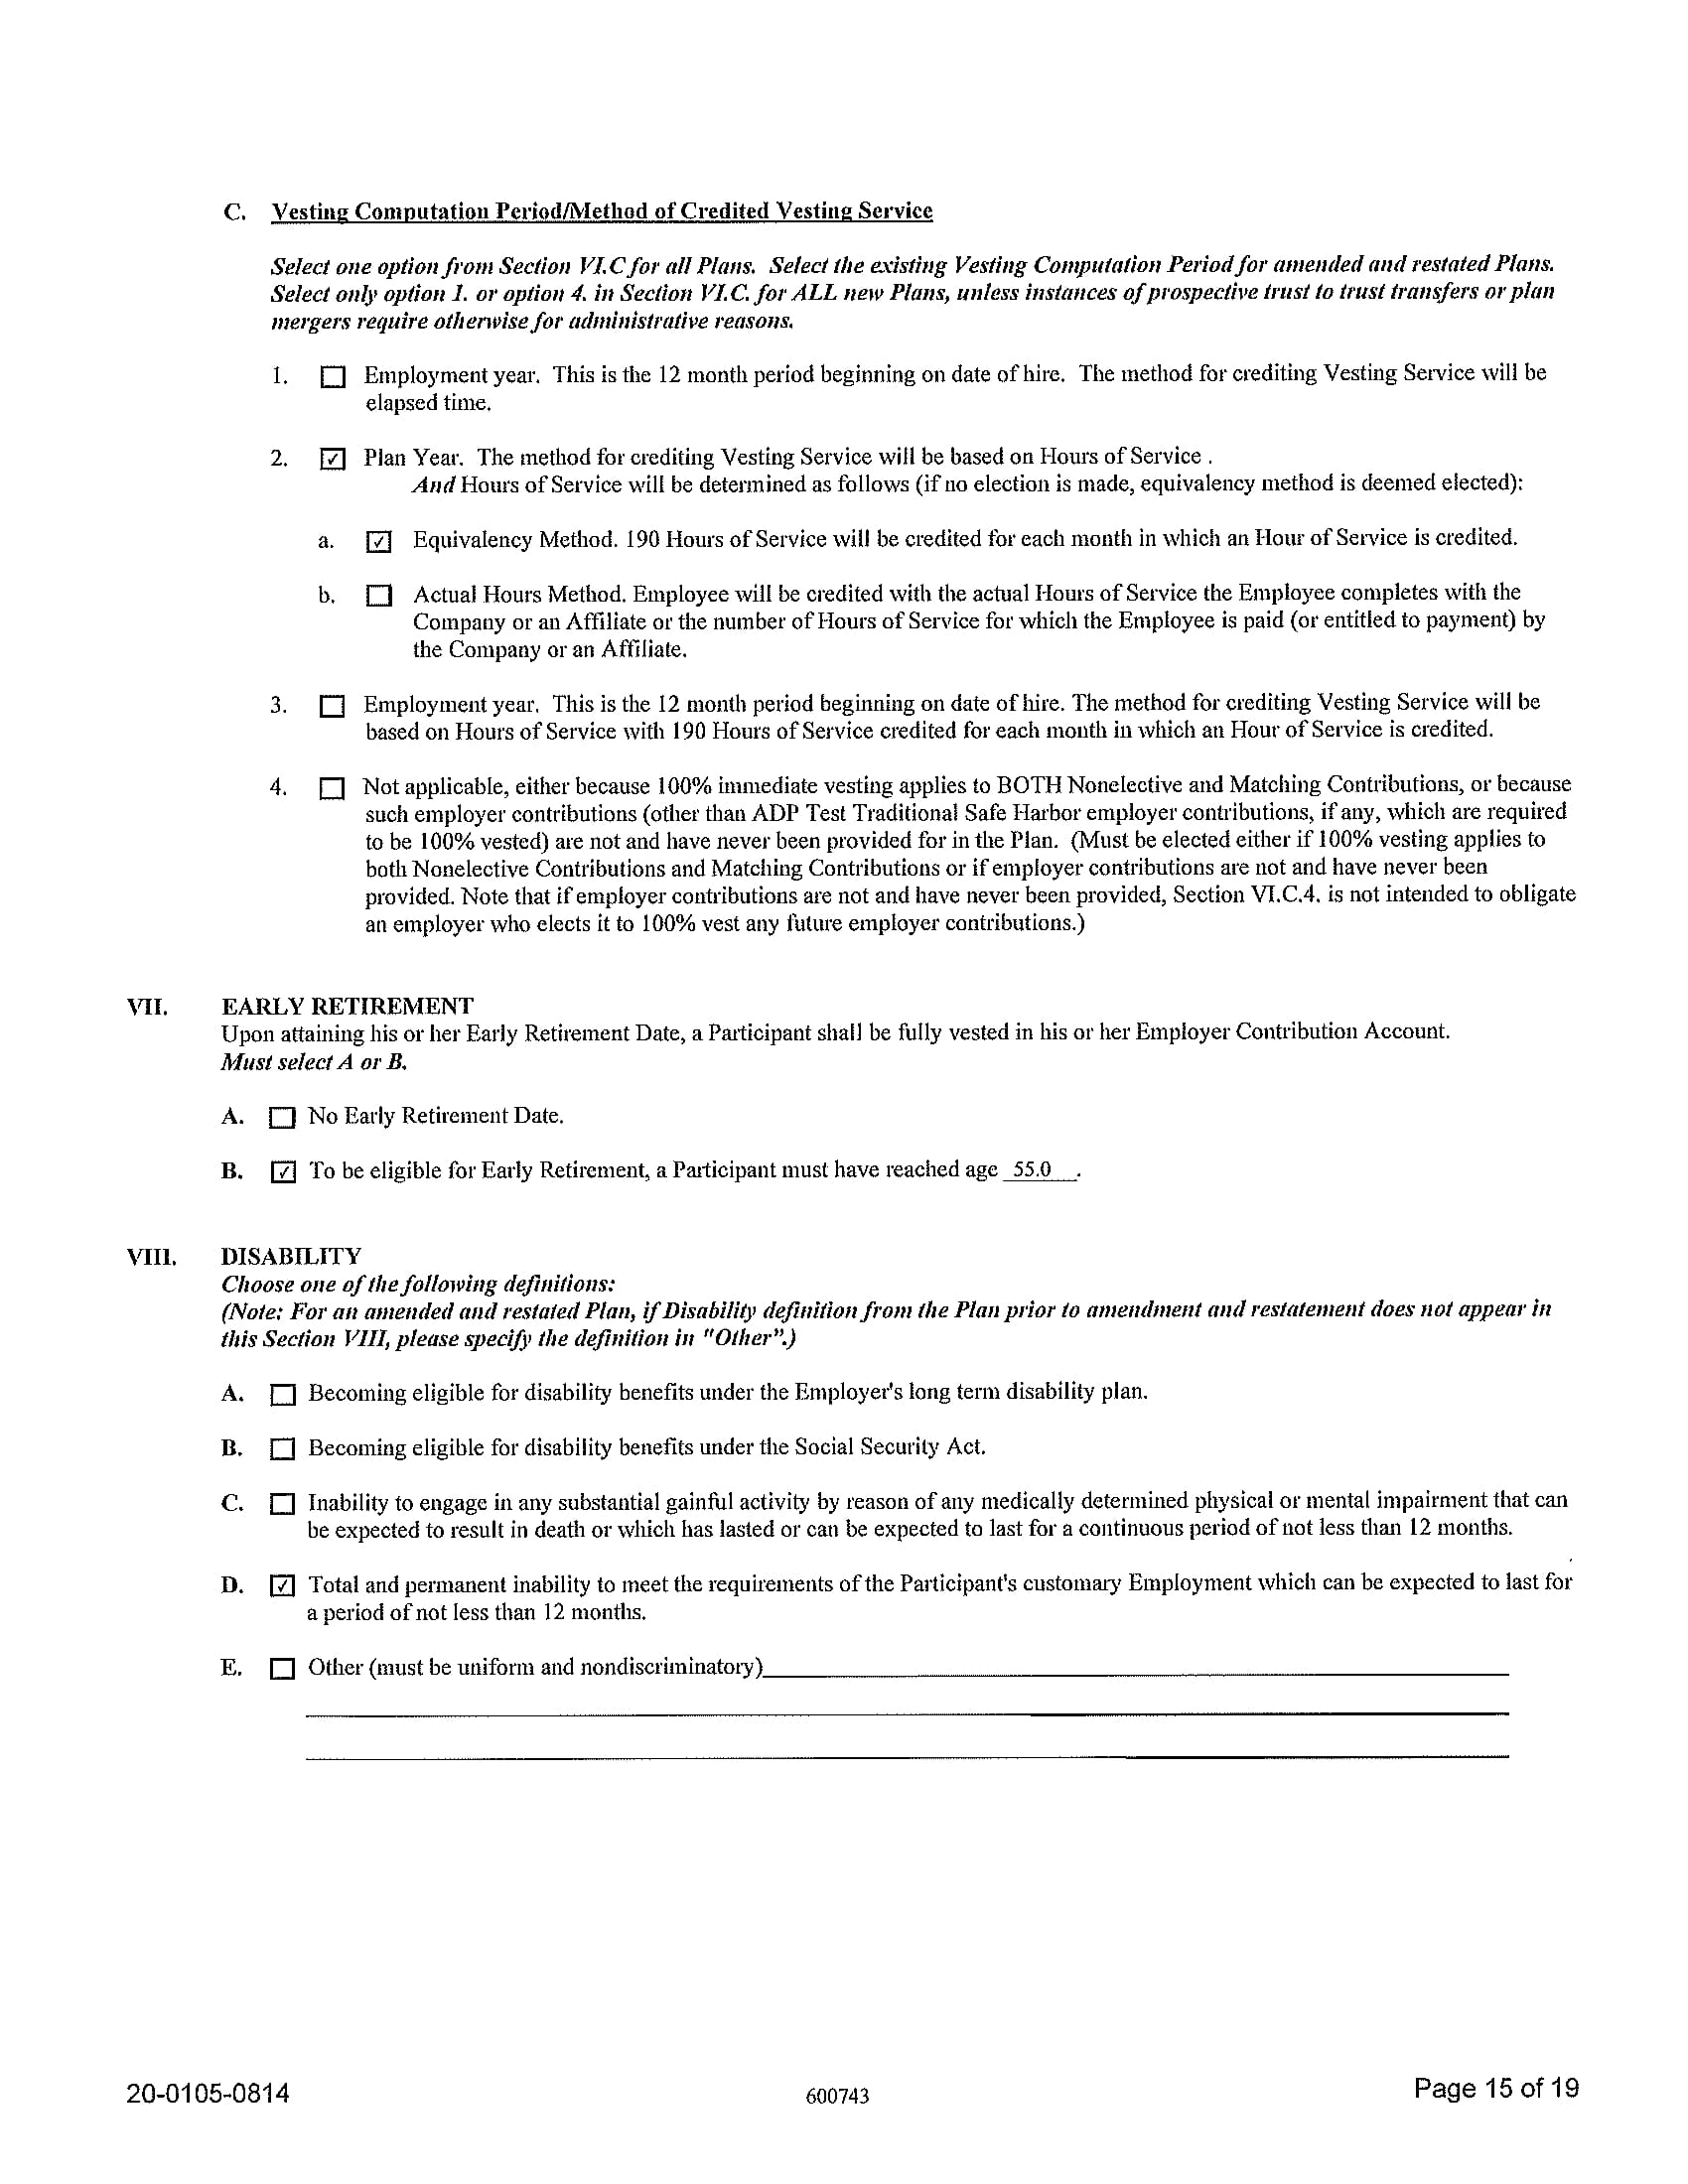 C. Vesting Computation Period/Method of Credited Vesting Service
Select one option from Section VI.C for all Plans. Select the existing Vesting Computation Period for amended and restated Plans.
Select only option 1. or option 4. in Section VI.C. for ALL new Plans, unless instances of prospective trust to trust transfers or plan
mergers require otherwise for administrative reasons.
1. ☐ Employment year. This is the 12 month period beginning on date of hire. The method for crediting Vesting Service will be
elapsed time.
2. ☑ Plan Year. The method for crediting Vesting Service will be based on Hours of Service .
And Hours of Service will be determined as follows (if no election is made, equivalency method is deemed elected):
a. ☑ Equivalency Method. 190 Hours of Service will be credited for each month in which an Hour of Service is credited.
b. ☐ Actual Hours Method. Employee will be credited with the actual Hours of Service the Employee completes with the
Company or an Affiliate or the number of Hours of Service for which the Employee is paid (or entitled to payment) by
the Company or an Affiliate.
3. ☐ Employment year. This is the 12 month period beginning on date of hire. The method for crediting Vesting Service will be
based on Hours of Service with 190 Hours of Service credited for each month in which an Hour of Service is credited.
4. ☐ Not applicable, either because 100% immediate vesting applies to BOTH Nonelective and Matching Contributions, or because
such employer contributions (other than ADP Test Traditional Safe Harbor employer contributions, if any, which are required
to be 100% vested) are not and have never been provided for in the Plan. (Must be elected either if 100% vesting applies to
both Nonelective Contributions and Matching Contributions or if employer contributions are not and have never been
provided. Note that if employer contributions are not and have never been provided, Section VI.C.4. is not intended to obligate
an employer who elects it to 100% vest any future employer contributions.)
VII. EARLY RETIREMENT
Upon attaining his or her Early Retirement Date, a Participant shall be fully vested in his or her Employer Contribution Account.
Must select A or B.
A. ☐ No Early Retirement Date.
B. ☑ To be eligible for Early Retirement, a Participant must have reached age 55.0 .
VIII. DISABILITY
Choose one of the following definitions:
(Note: For an amended and restated Plan, if Disability definition from the Plan prior to amendment and restatement does not appear in
this Section VIII, please specify the definition in "Other".)
A. ☐ Becoming eligible for disability benefits under the Employer's long term disability plan.
B. ☐ Becoming eligible for disability benefits under the Social Security Act.
C. ☐ Inability to engage in any substantial gainful activity by reason of any medically determined physical or mental impairment that can
be expected to result in death or which has lasted or can be expected to last for a continuous period of not less than 12 months.
D. ☑ Total and permanent inability to meet the requirements of the Participant's customary Employment which can be expected to last for
a period of not less than 12 months.
E. ☐ Other (must be uniform and nondiscriminatory)
20-0105-0814 600743 Page 15 of 19